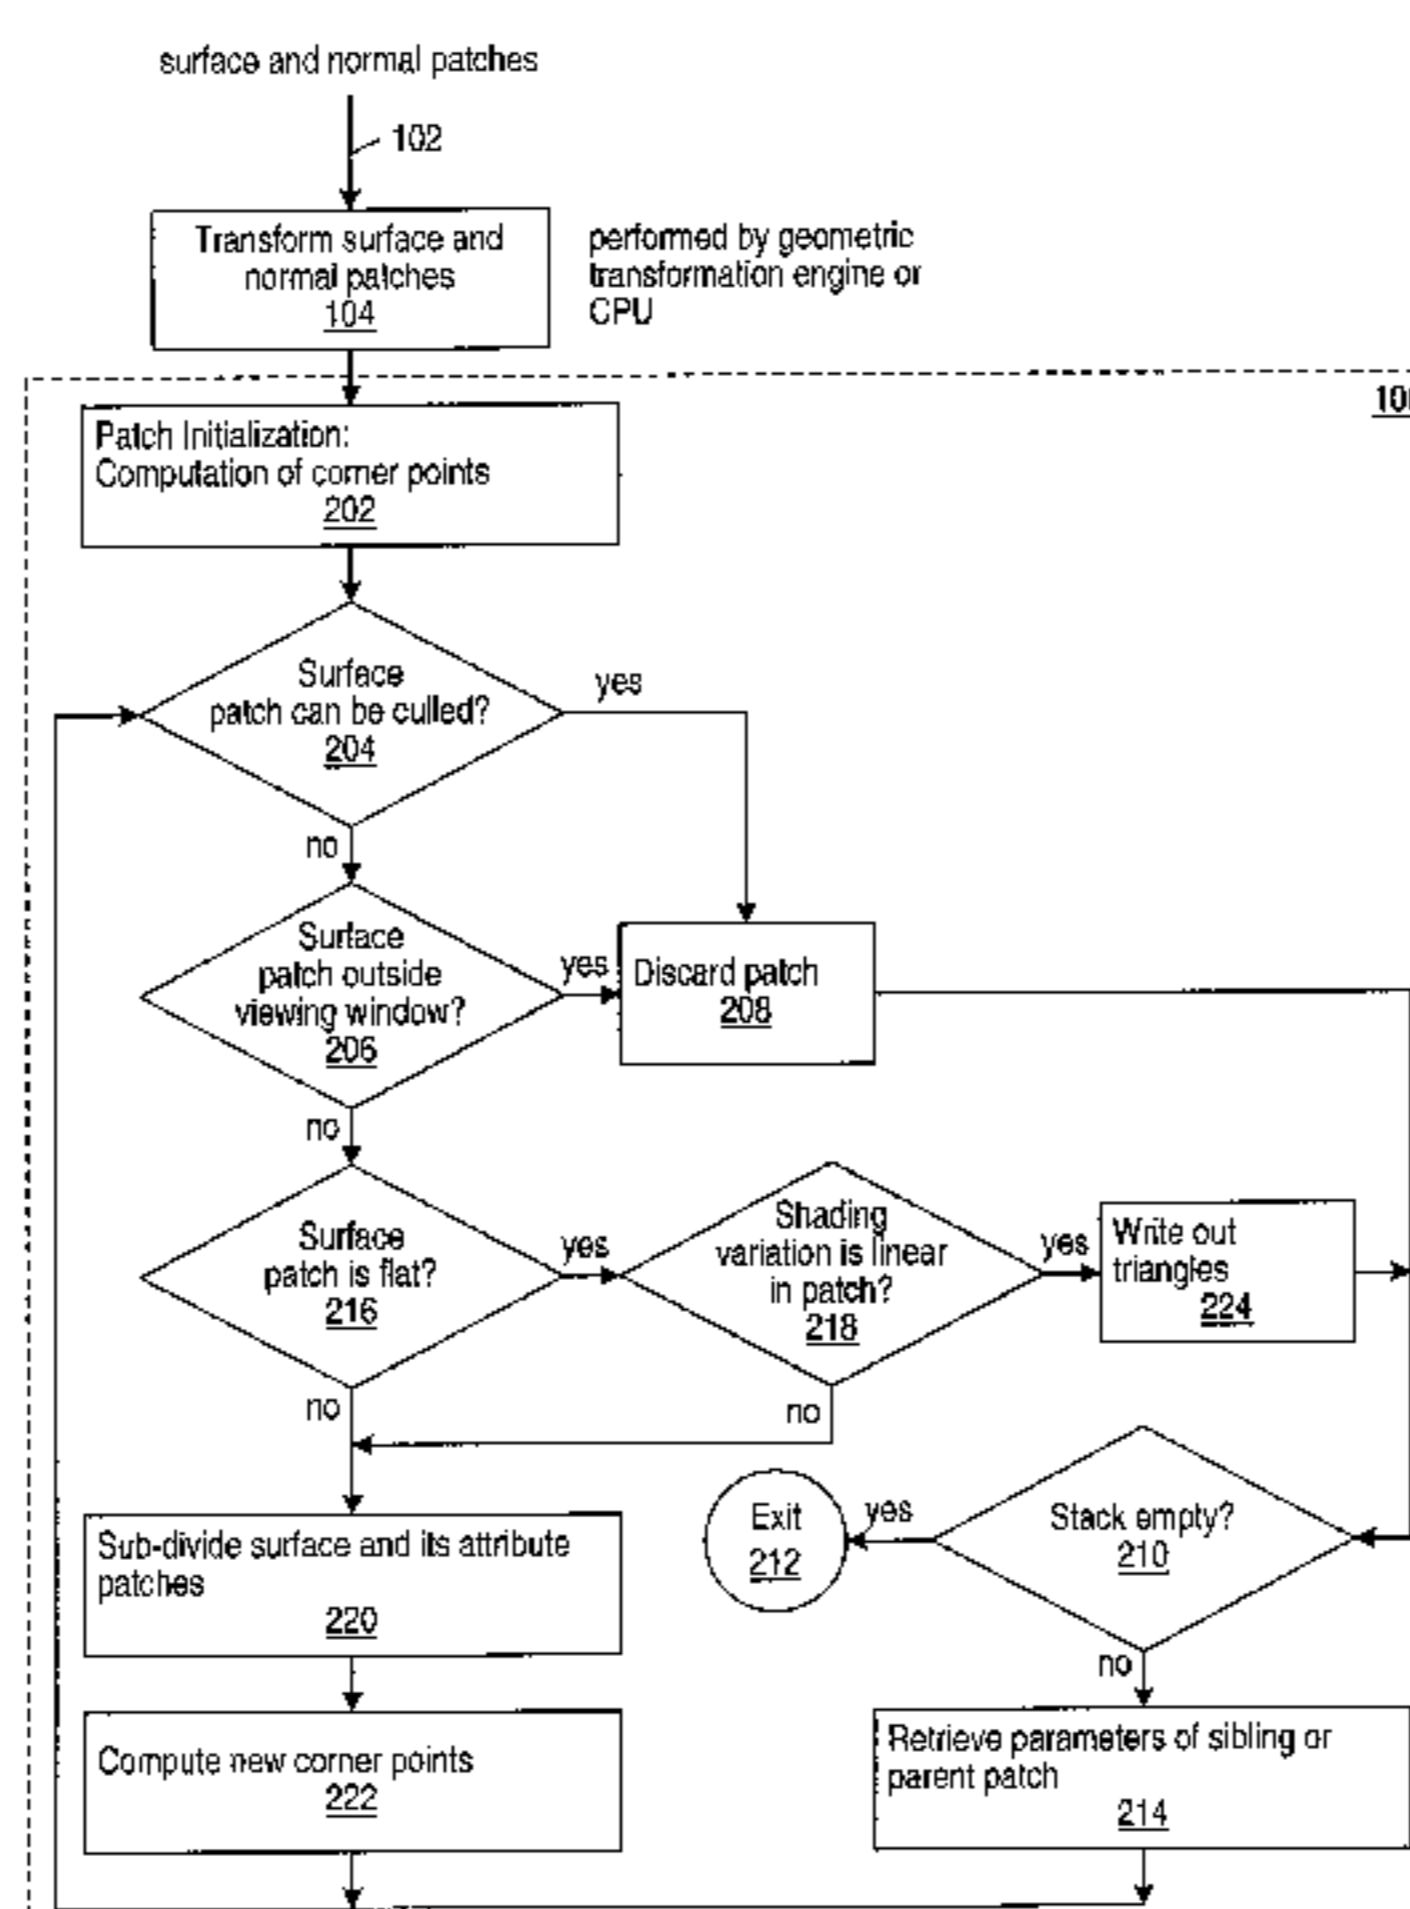 surface and normal patches
102
Transform surface and
normal patches
104
performed by geometric
transformation engine or
CPU
Patch Initialization:
Computation of corner points
202
Surface
patch can be culled?
204
yes
no
Surface
patch outside
viewing window?
206
yes
Discard patch
208
no
Surface
patch is flat?
216
yes
Shading
variation is linear
in patch?
218
yes
Write out
triangles
224
no
no
Sub-divide surface and its attribute
patches
220
Exit
212
yes
Stack empty?
210
no
Compute new corner points
222
Retrieve parameters of sibling or
parent patch
214